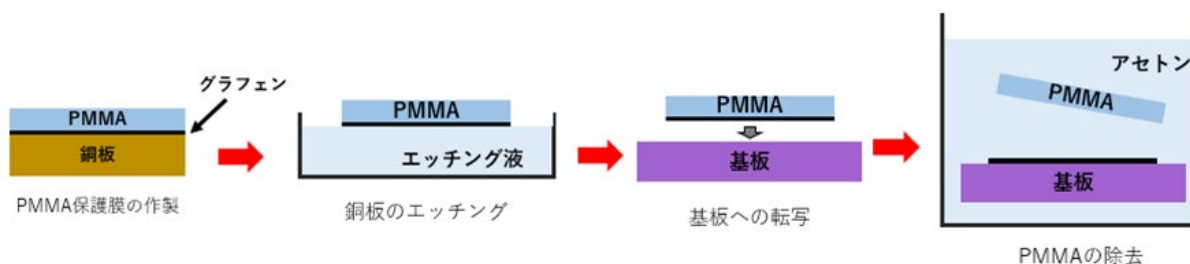 グラフェン
PMMA
銅板
PMMA保護膜の作製
PMMA
エッチング液
銅板のエッチング
PMMA
基板
基板への転写
アセトン
PMMA
基板
PMMAの除去